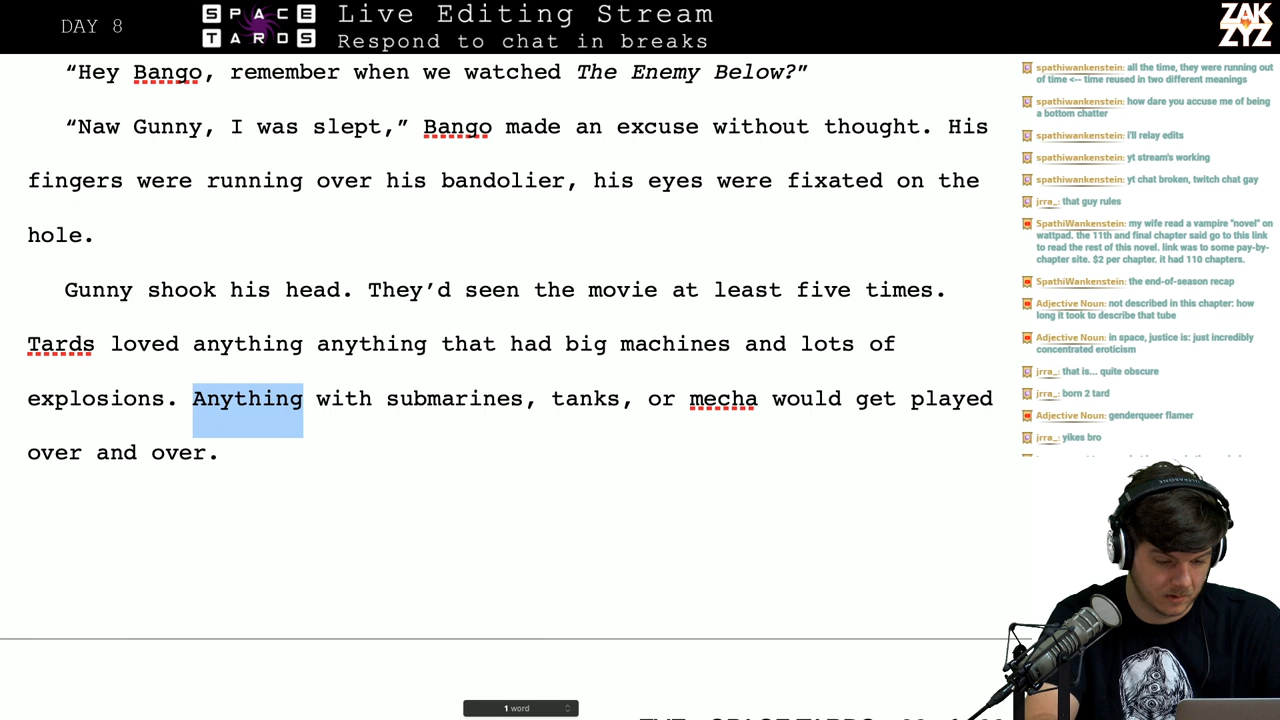 DAY 8
SPACE
TARDS
Live Editing Stream
Respond to chat in breaks
ZAK
ZYZ
“Hey Bango, remember when we watched The Enemy Below?”
“Naw Gunny, I was slept,” Bango made an excuse without thought. His
fingers were running over his bandolier, his eyes were fixated on the
hole.
Gunny shook his head. They’d seen the movie at least five times.
Tards loved anything anything that had big machines and lots of
explosions. Anything with submarines, tanks, or mecha would get played
over and over.
1 word
spathiwankenstein: all the time, they were running out
of time <-- time reused in two different meanings
spathiwankenstein: how dare you accuse me of being
a bottom chatter
spathiwankenstein: i'll relay edits
spathiwankenstein: yt stream's working
spathiwankenstein: yt chat broken, twitch chat gay
jrra_: that guy rules
SpathiWankenstein: my wife read a vampire "novel" on
wattpad. the 11th and final chapter said go to this link
to read the rest of this novel. link was to some pay-by-
chapter site. $2 per chapter. it had 110 chapters.
SpathiWankenstein: the end-of-season recap
Adjective Noun: not described in this chapter: how
long it took to describe that tube
Adjective Noun: in space, justice is: just incredibly
concentrated eroticism
jrra_: that is... quite obscure
jrra_: born 2 tard
Adjective Noun: genderqueer flamer
jrra_: yikes bro